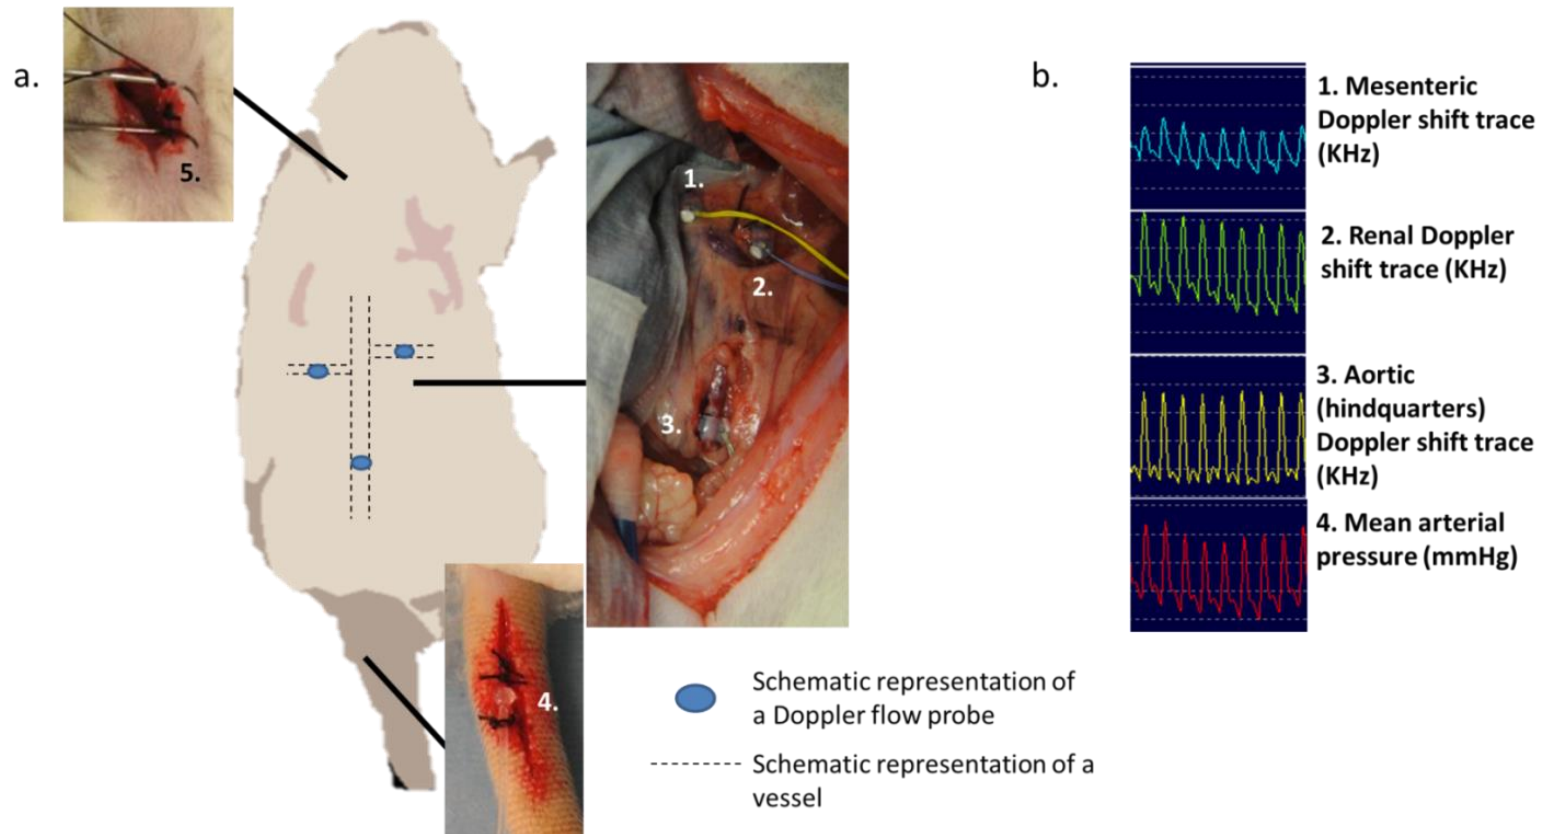 a.
5.
1.
2.
3.
4.
Schematic representation of
a Doppler flow probe
Schematic representation of a
vessel
b.
1. Mesenteric
Doppler shift trace
(KHz)
2. Renal Doppler
shift trace (KHz)
3. Aortic
(hindquarters)
Doppler shift trace
(KHz)
4. Mean arterial
pressure (mmHg)